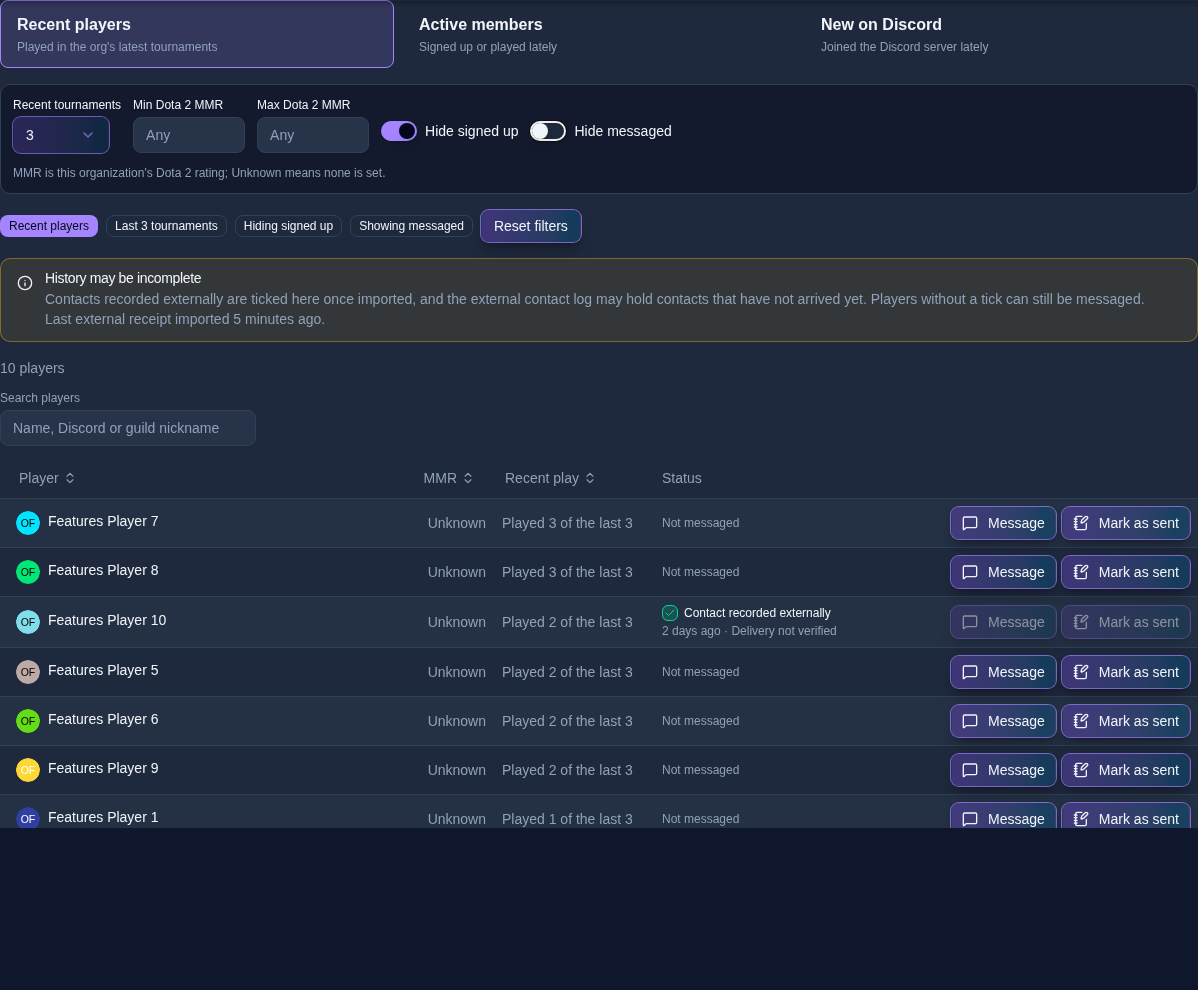 Recent players
Played in the org's latest tournaments
Active members
Signed up or played lately
New on Discord
Joined the Discord server lately
Recent tournaments
Min Dota 2 MMR
Max Dota 2 MMR
3
Any
Any
Hide signed up
Hide messaged
MMR is this organization's Dota 2 rating; Unknown means none is set.
Recent players
Last 3 tournaments
Hiding signed up
Showing messaged
Reset filters
History may be incomplete
Contacts recorded externally are ticked here once imported, and the external contact log may hold contacts that have not arrived yet. Players without a tick can still be messaged.
Last external receipt imported 5 minutes ago.
10 players
Search players
Name, Discord or guild nickname
Player MMR Recent play Status
OF Features Player 7 Unknown Played 3 of the last 3 Not messaged Message Mark as sent
OF Features Player 8 Unknown Played 3 of the last 3 Not messaged Message Mark as sent
OF Features Player 10 Unknown Played 2 of the last 3 Contact recorded externally Message Mark as sent
2 days ago · Delivery not verified
OF Features Player 5 Unknown Played 2 of the last 3 Not messaged Message Mark as sent
OF Features Player 6 Unknown Played 2 of the last 3 Not messaged Message Mark as sent
OF Features Player 9 Unknown Played 2 of the last 3 Not messaged Message Mark as sent
OF Features Player 1 Unknown Played 1 of the last 3 Not messaged Message Mark as sent